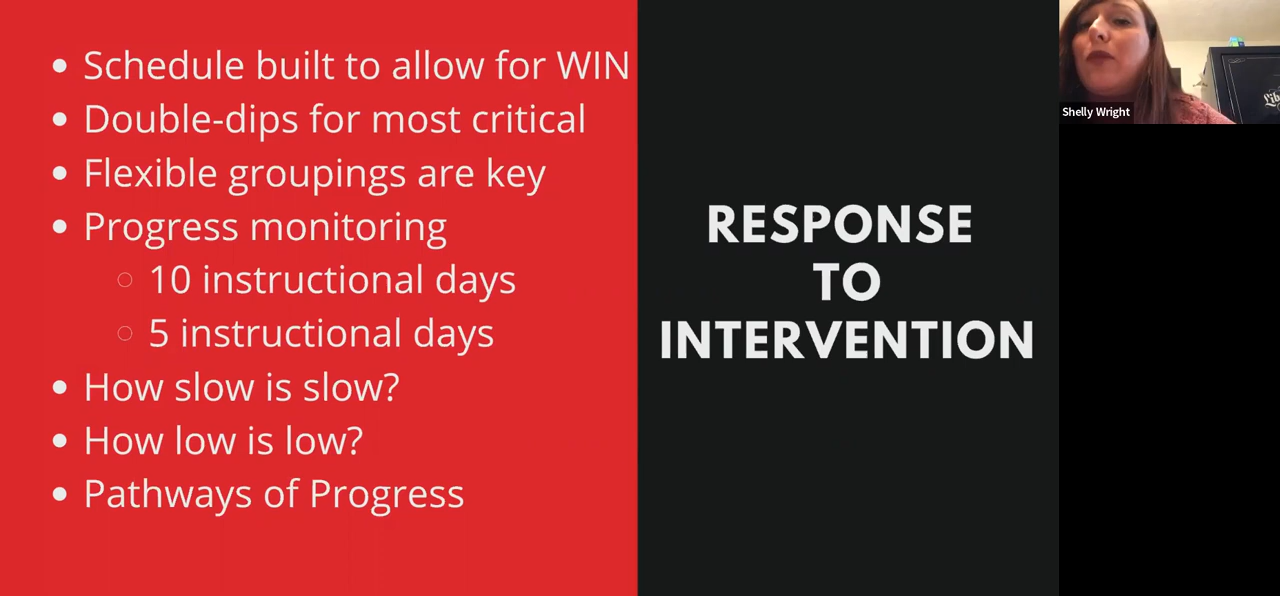 • Schedule built to allow for WIN
• Double-dips for most critical
• Flexible groupings are key
• Progress monitoring
○ 10 instructional days
○ 5 instructional days
• How slow is slow?
• How low is low?
• Pathways of Progress
RESPONSE
TO
INTERVENTION
Shelly Wright